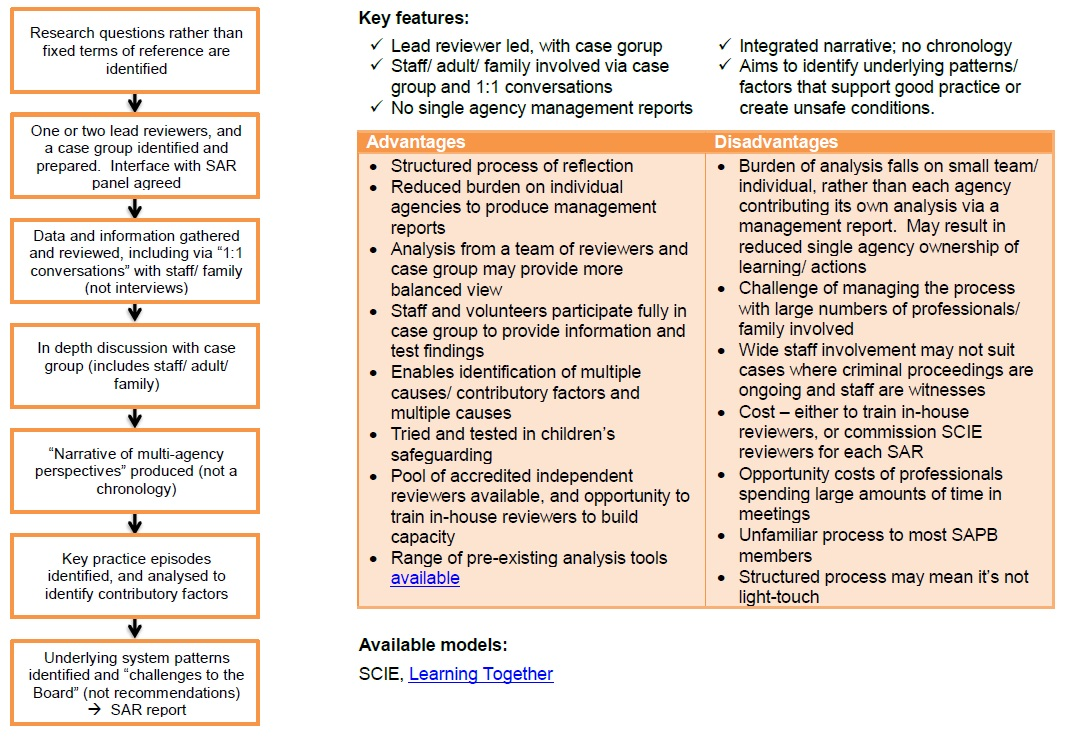 Research questions rather than
fixed terms of reference are
identified
One or two lead reviewers, and
a case group identified and
prepared. Interface with SAR
panel agreed
Data and information gathered
and reviewed, including via “1:1
conversations” with staff/ family
(not interviews)
In depth discussion with case
group (includes staff/ adult/
family)
“Narrative of multi-agency
perspectives” produced (not a
chronology)
Key practice episodes
identified, and analysed to
identify contributory factors
Underlying system patterns
identified and “challenges to the
Board” (not recommendations)
→ SAR report
Key features:
✓ Lead reviewer led, with case gorup
✓ Staff/ adult/ family involved via case
group and 1:1 conversations
✓ No single agency management reports
✓ Integrated narrative; no chronology
✓ Aims to identify underlying patterns/
factors that support good practice or
create unsafe conditions.
Advantages
• Structured process of reflection
• Reduced burden on individual
agencies to produce management
reports
• Analysis from a team of reviewers and
case group may provide more
balanced view
• Staff and volunteers participate fully in
case group to provide information and
test findings
• Enables identification of multiple
causes/ contributory factors and
multiple causes
• Tried and tested in children’s
safeguarding
• Pool of accredited independent
reviewers available, and opportunity to
train in-house reviewers to build
capacity
• Range of pre-existing analysis tools
available
Disadvantages
• Burden of analysis falls on small team/
individual, rather than each agency
contributing its own analysis via a
management report. May result in
reduced single agency ownership of
learning/ actions
• Challenge of managing the process
with large numbers of professionals/
family involved
• Wide staff involvement may not suit
cases where criminal proceedings are
ongoing and staff are witnesses
• Cost – either to train in-house
reviewers, or commission SCIE
reviewers for each SAR
• Opportunity costs of professionals
spending large amounts of time in
meetings
• Unfamiliar process to most SAPB
members
• Structured process may mean it’s not
light-touch
Available models:
SCIE, Learning Together